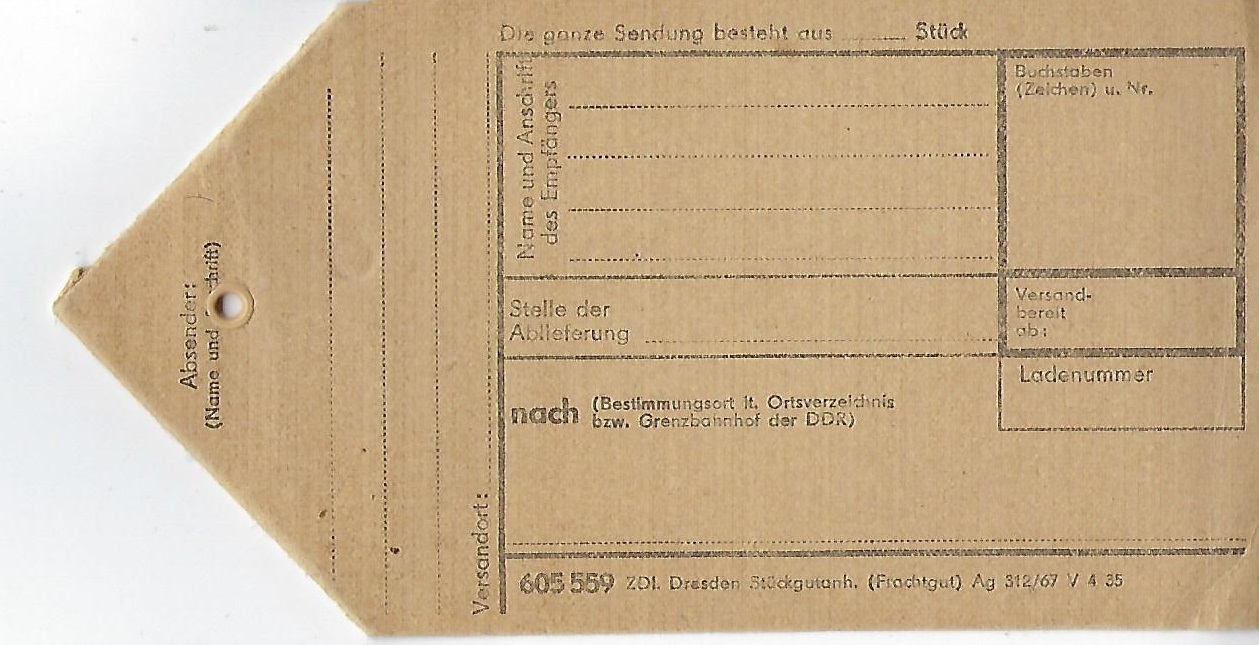 Die ganze Sendung besteht aus ........ Stück
Absender:
(Name und schrift)
Versandort:
Name und Anschrift
des Empfängers
Buchstaben
(Zeichen) u. Nr.
Stelle der
Ablieferung
Versand-
bereit
ab:
Ladenummer
nach (Bestimmungsort lt. Ortsverzeichnis
bzw. Grenzbahnhof der DDR)
605 559 ZDl. Dresden Stückgutanh. (Frachtgut) Ag 312/67 V 4 35